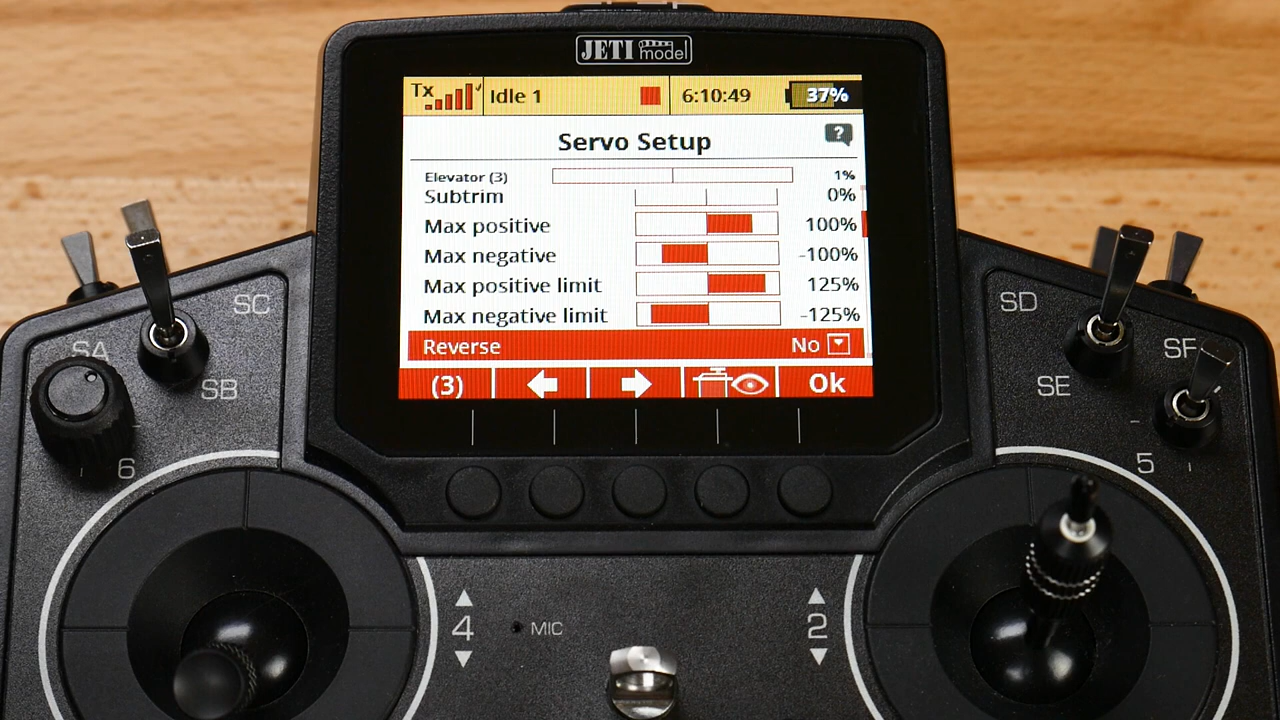 JETI model
Tx Idle 1 6:10:49 37%
Servo Setup ?
Elevator (3) 1%
Subtrim 0%
Max positive 100%
Max negative -100%
Max positive limit 125%
Max negative limit -125%
Reverse No
(3) Ok
SC SD
SA SF
SB SE
6 5
4 MIC 2